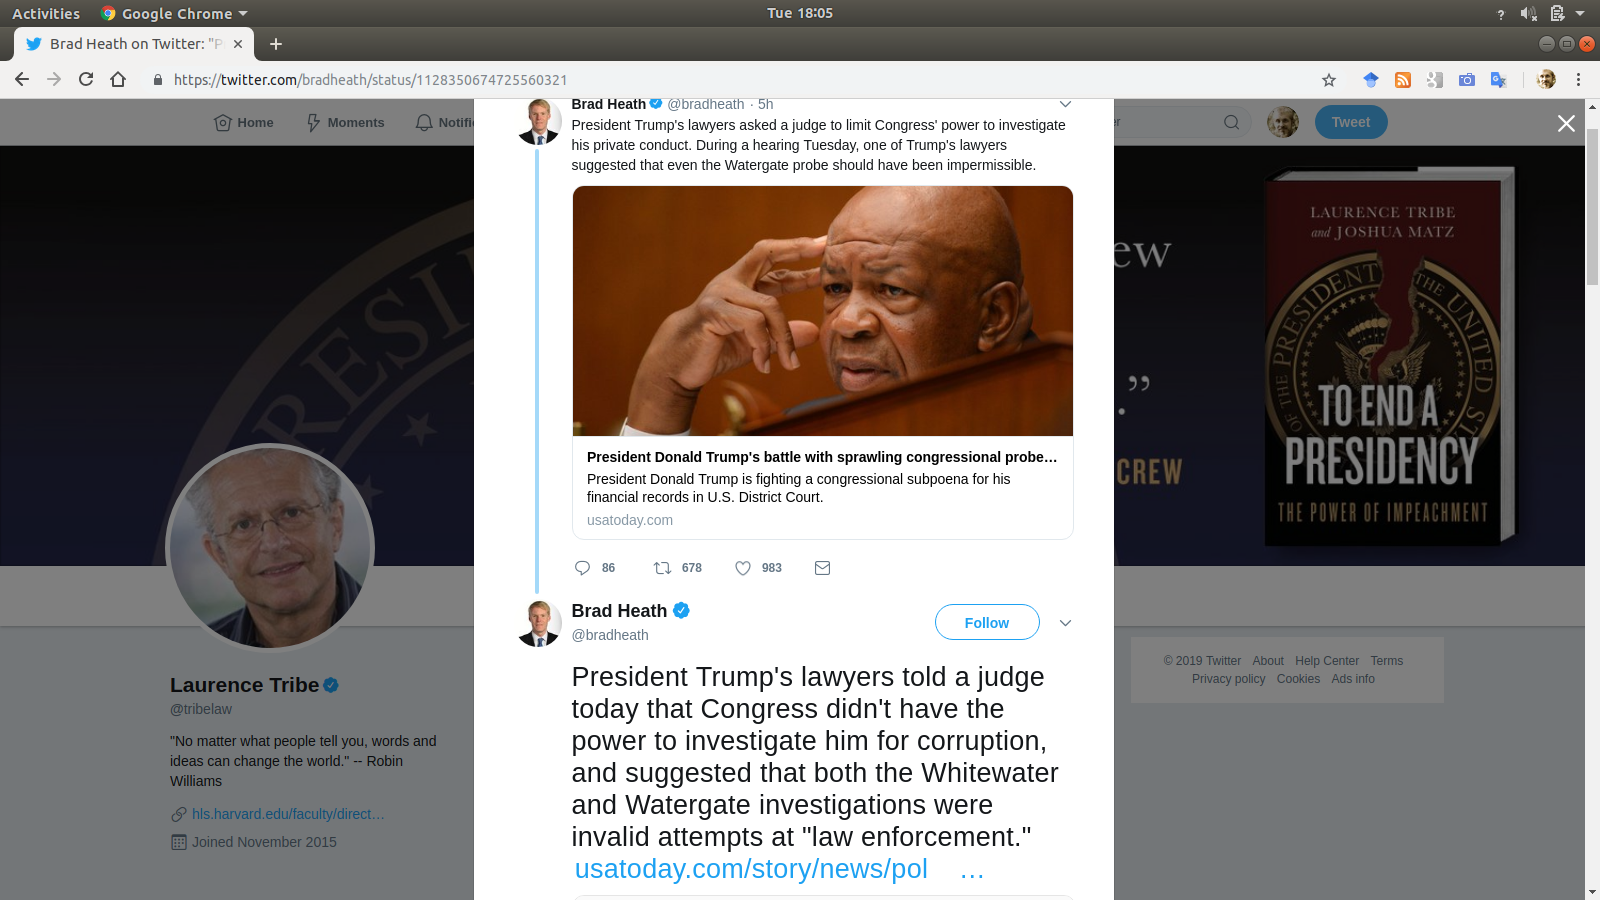 Activities
Google Chrome
Tue 18:05
Brad Heath on Twitter: "P
https://twitter.com/bradheath/status/1128350674725560321
Home
Moments
Notifi
er
Tweet
Brad Heath @bradheath · 5h
President Trump's lawyers asked a judge to limit Congress' power to investigate
his private conduct. During a hearing Tuesday, one of Trump's lawyers
suggested that even the Watergate probe should have been impermissible.
President Donald Trump's battle with sprawling congressional probe…
President Donald Trump is fighting a congressional subpoena for his
financial records in U.S. District Court.
usatoday.com
86
678
983
Brad Heath
@bradheath
Follow
President Trump's lawyers told a judge
today that Congress didn't have the
power to investigate him for corruption,
and suggested that both the Whitewater
and Watergate investigations were
invalid attempts at "law enforcement."
usatoday.com/story/news/pol …
RESI
Laurence Tribe
@tribelaw
"No matter what people tell you, words and
ideas can change the world." -- Robin
Williams
hls.harvard.edu/faculty/direct…
Joined November 2015
ew
.”
CREW
LAURENCE TRIBE
and JOSHUA MATZ
OF THE PRESIDENT
THE UNITED ST
TO END A
PRESIDENCY
THE POWER OF IMPEACHMENT
© 2019 Twitter About Help Center Terms
Privacy policy Cookies Ads info